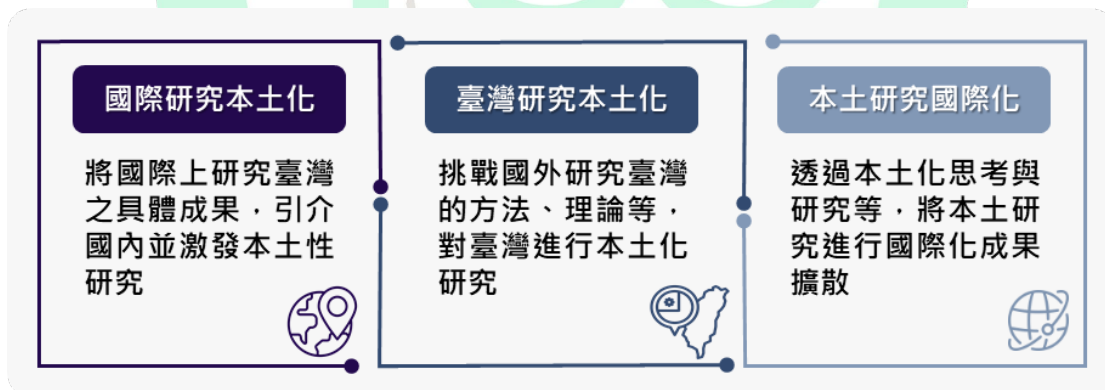 國際研究本土化
將國際上研究臺灣
之具體成果，引介
國內並激發本土性
研究
臺灣研究本土化
挑戰國外研究臺灣
的方法、理論等，
對臺灣進行本土化
研究
本土研究國際化
透過本土化思考與
研究等，將本土研
究進行國際化成果
擴散